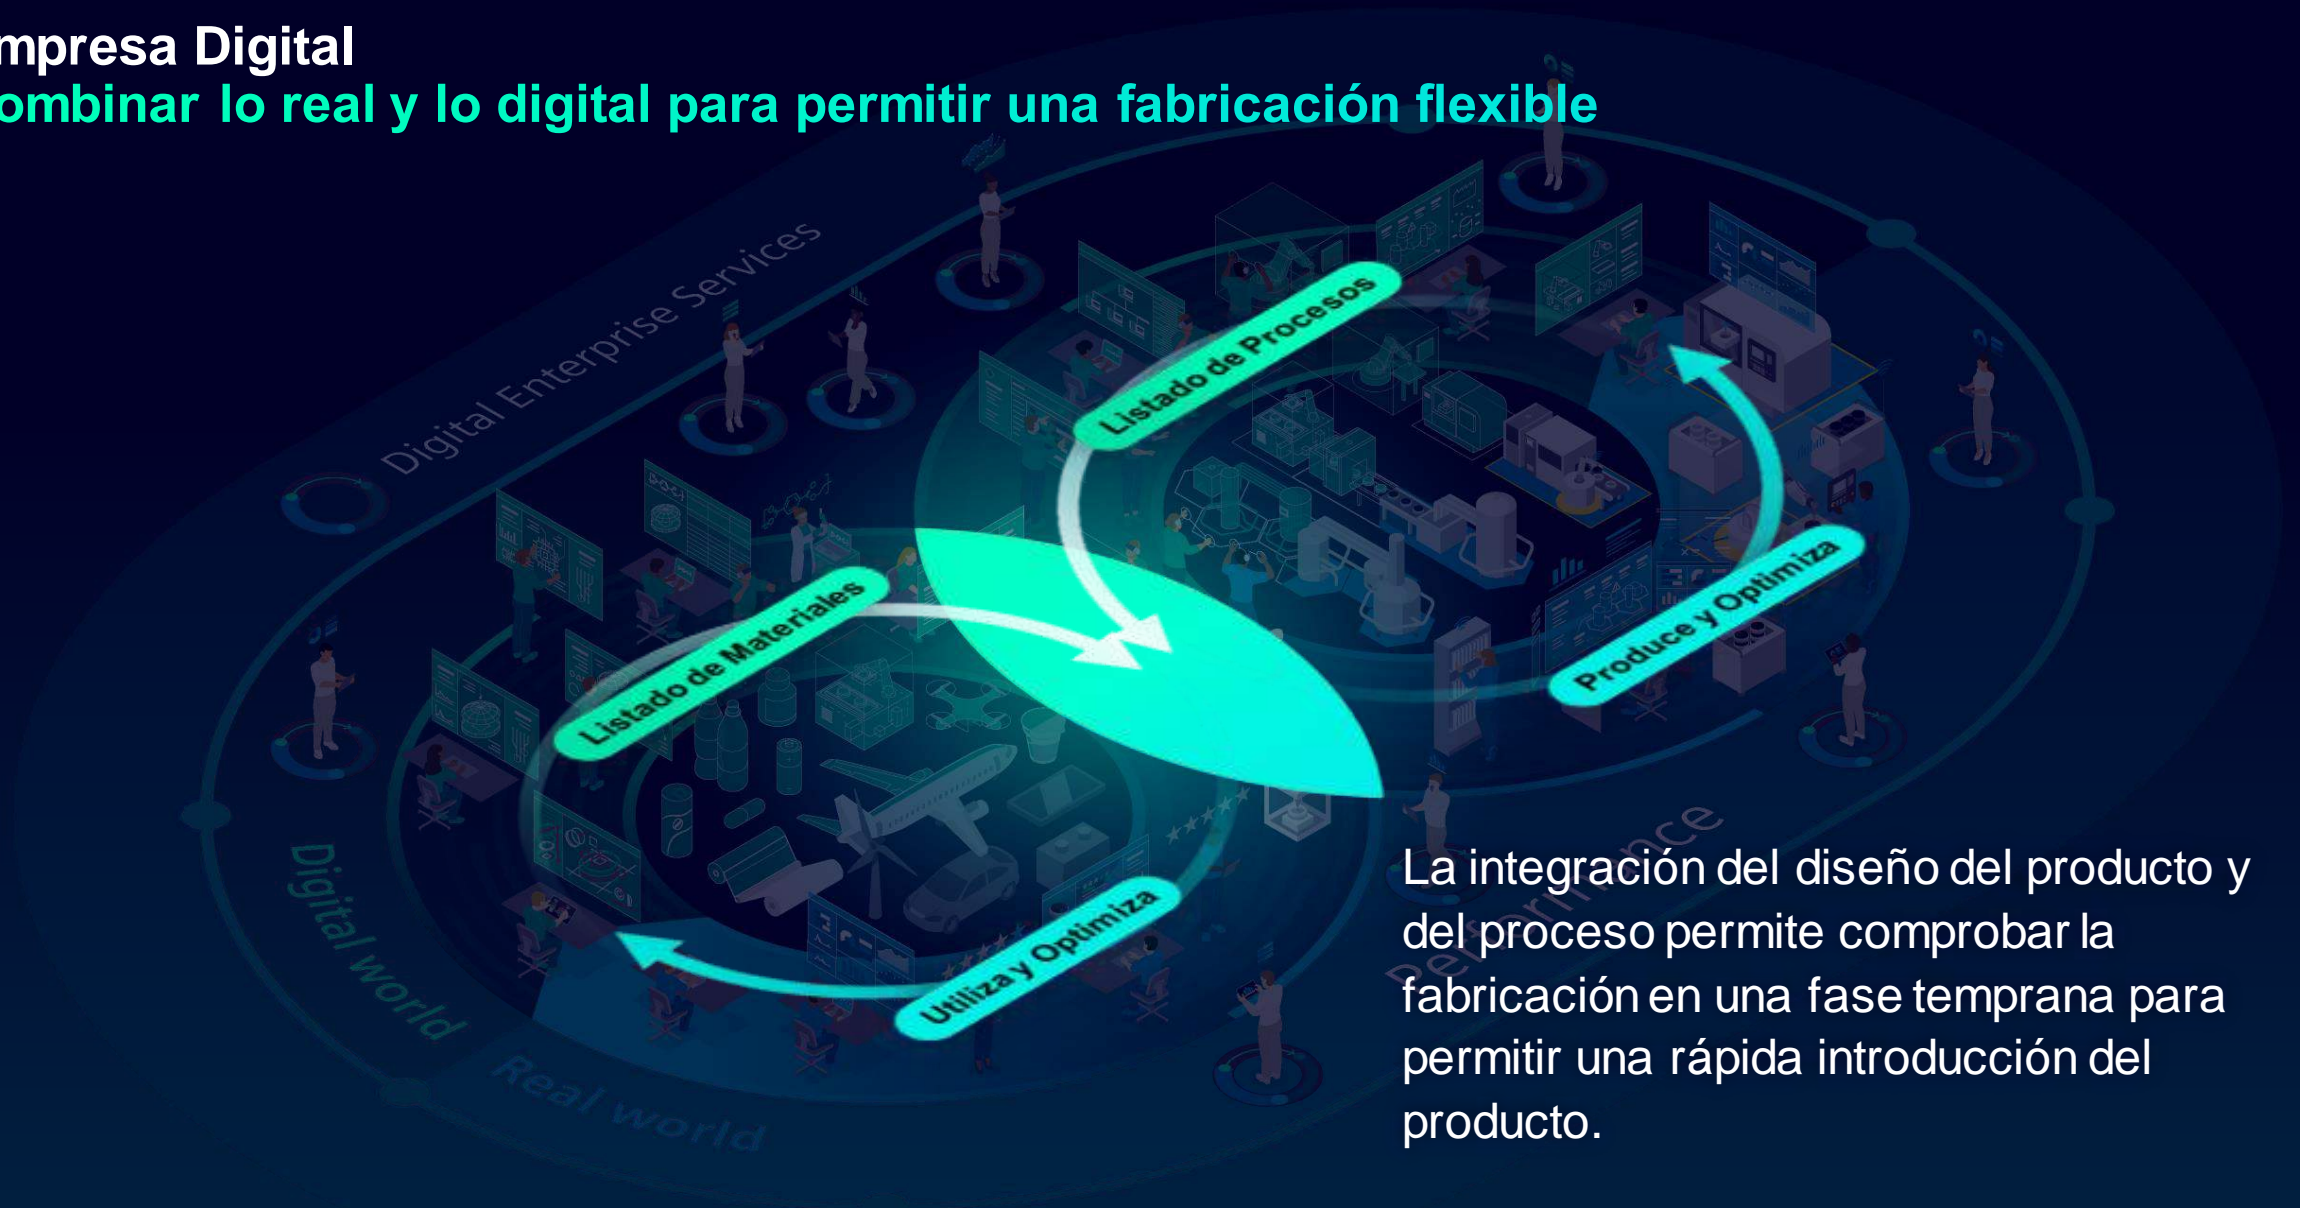 mpresa Digital
ombinar lo real y lo digital para permitir una fabricación flexible
Digital Enterprise Services
Listado de Procesos
Listado de Materiales
Produce y Optimiza
Utiliza y Optimiza
Digital world
Real world
Performance
La integración del diseño del producto y
del proceso permite comprobar la
fabricación en una fase temprana para
permitir una rápida introducción del
producto.